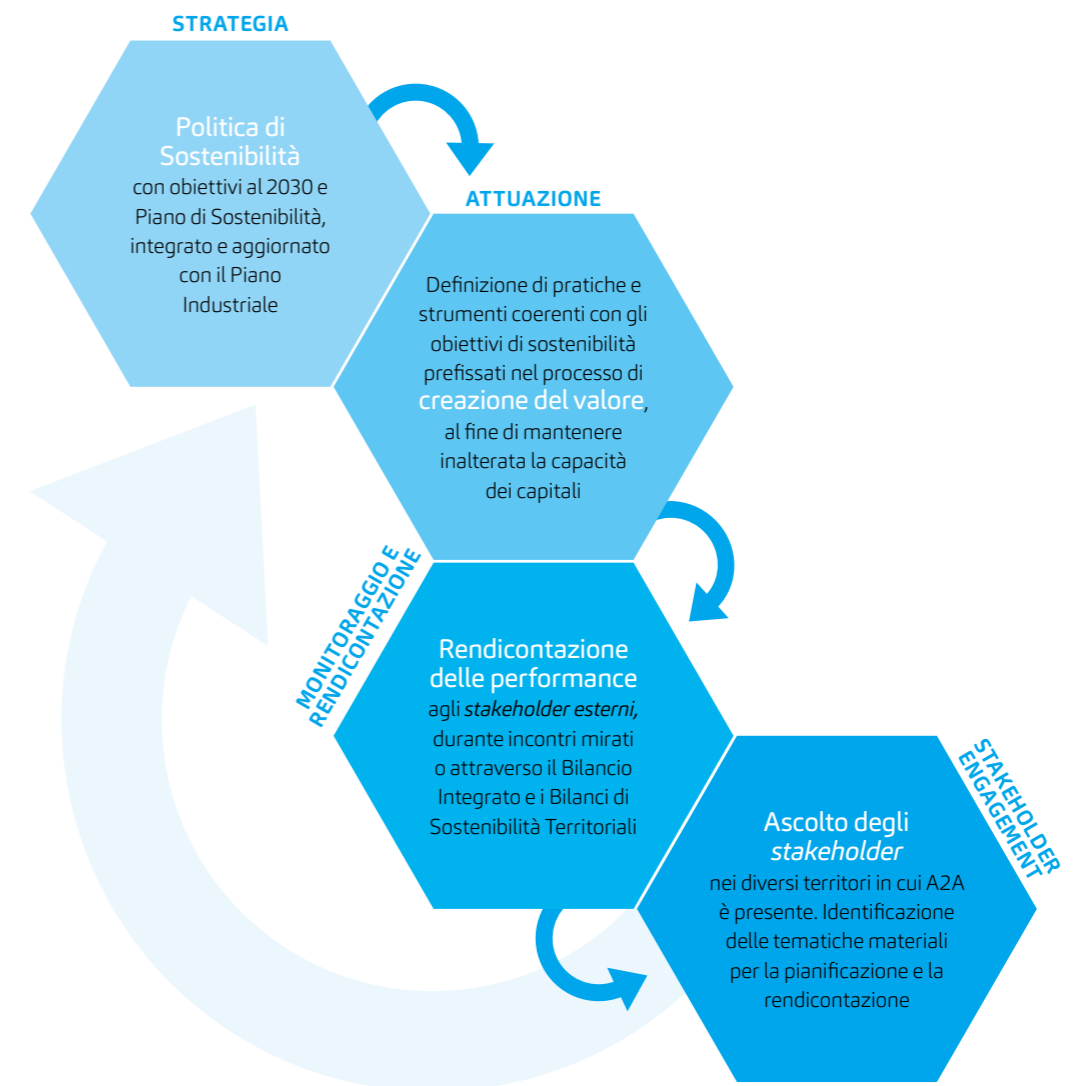 STRATEGIA
Politica di
Sostenibilità
con obiettivi al 2030 e
Piano di Sostenibilità,
integrato e aggiornato
con il Piano
Industriale
ATTUAZIONE
Definizione di pratiche e
strumenti coerenti con gli
obiettivi di sostenibilità
prefissati nel processo di
creazione del valore,
al fine di mantenere
inalterata la capacità
dei capitali
MONITORAGGIO E
RENDICONTAZIONE
Rendicontazione
delle performance
agli stakeholder esterni,
durante incontri mirati
o attraverso il Bilancio
Integrato e i Bilanci di
Sostenibilità Territoriali
STAKEHOLDER
ENGAGEMENT
Ascolto degli
stakeholder
nei diversi territori in cui A2A
è presente. Identificazione
delle tematiche materiali
per la pianificazione e la
rendicontazione